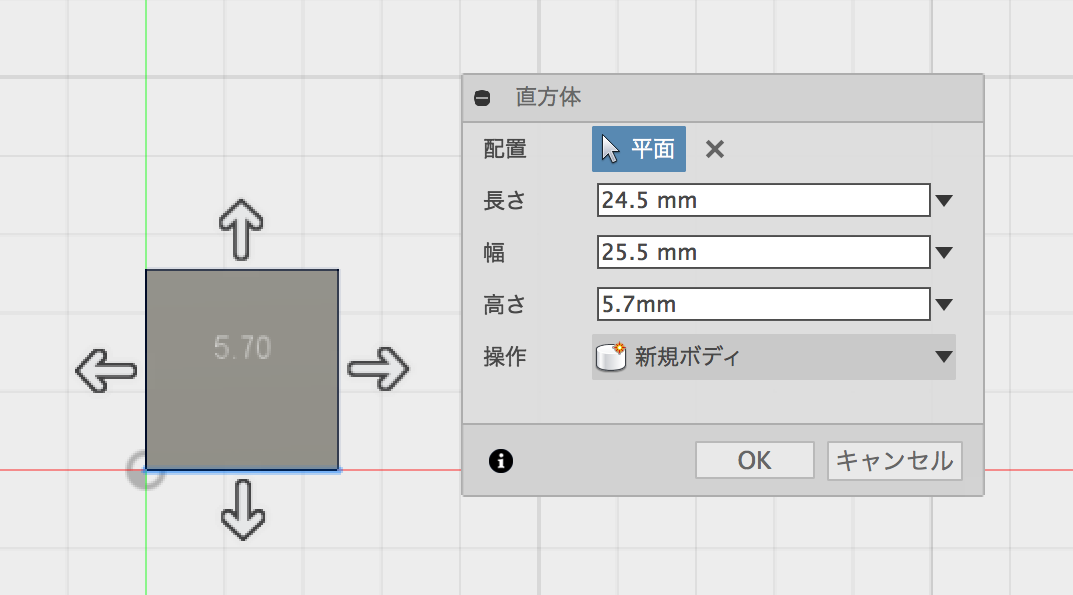 直方体
配置 平面
長さ 24.5 mm
幅 25.5 mm
高さ 5.7mm
操作 新規ボディ
OK キャンセル
5.70